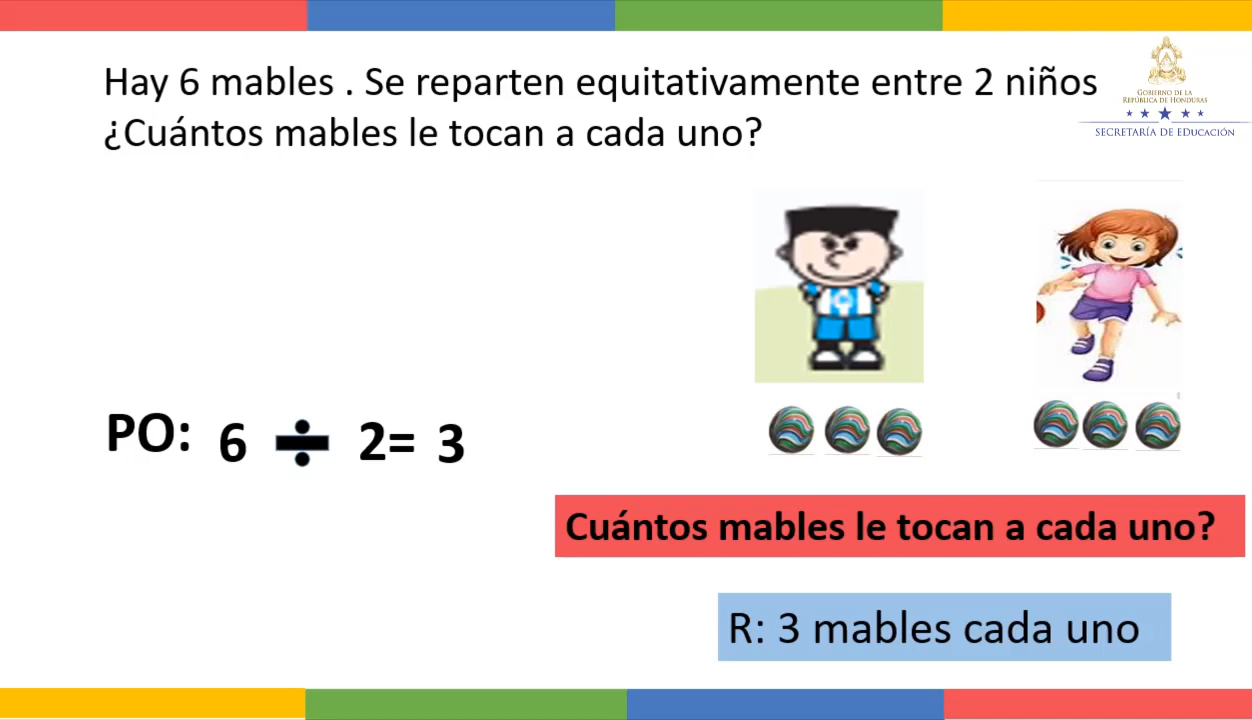 Hay 6 mables . Se reparten equitativamente entre 2 niños
¿Cuántos mables le tocan a cada uno?
GOBIERNO DE LA
REPÚBLICA DE HONDURAS
SECRETARÍA DE EDUCACIÓN
PO: 6 ÷ 2= 3
Cuántos mables le tocan a cada uno?
R: 3 mables cada uno